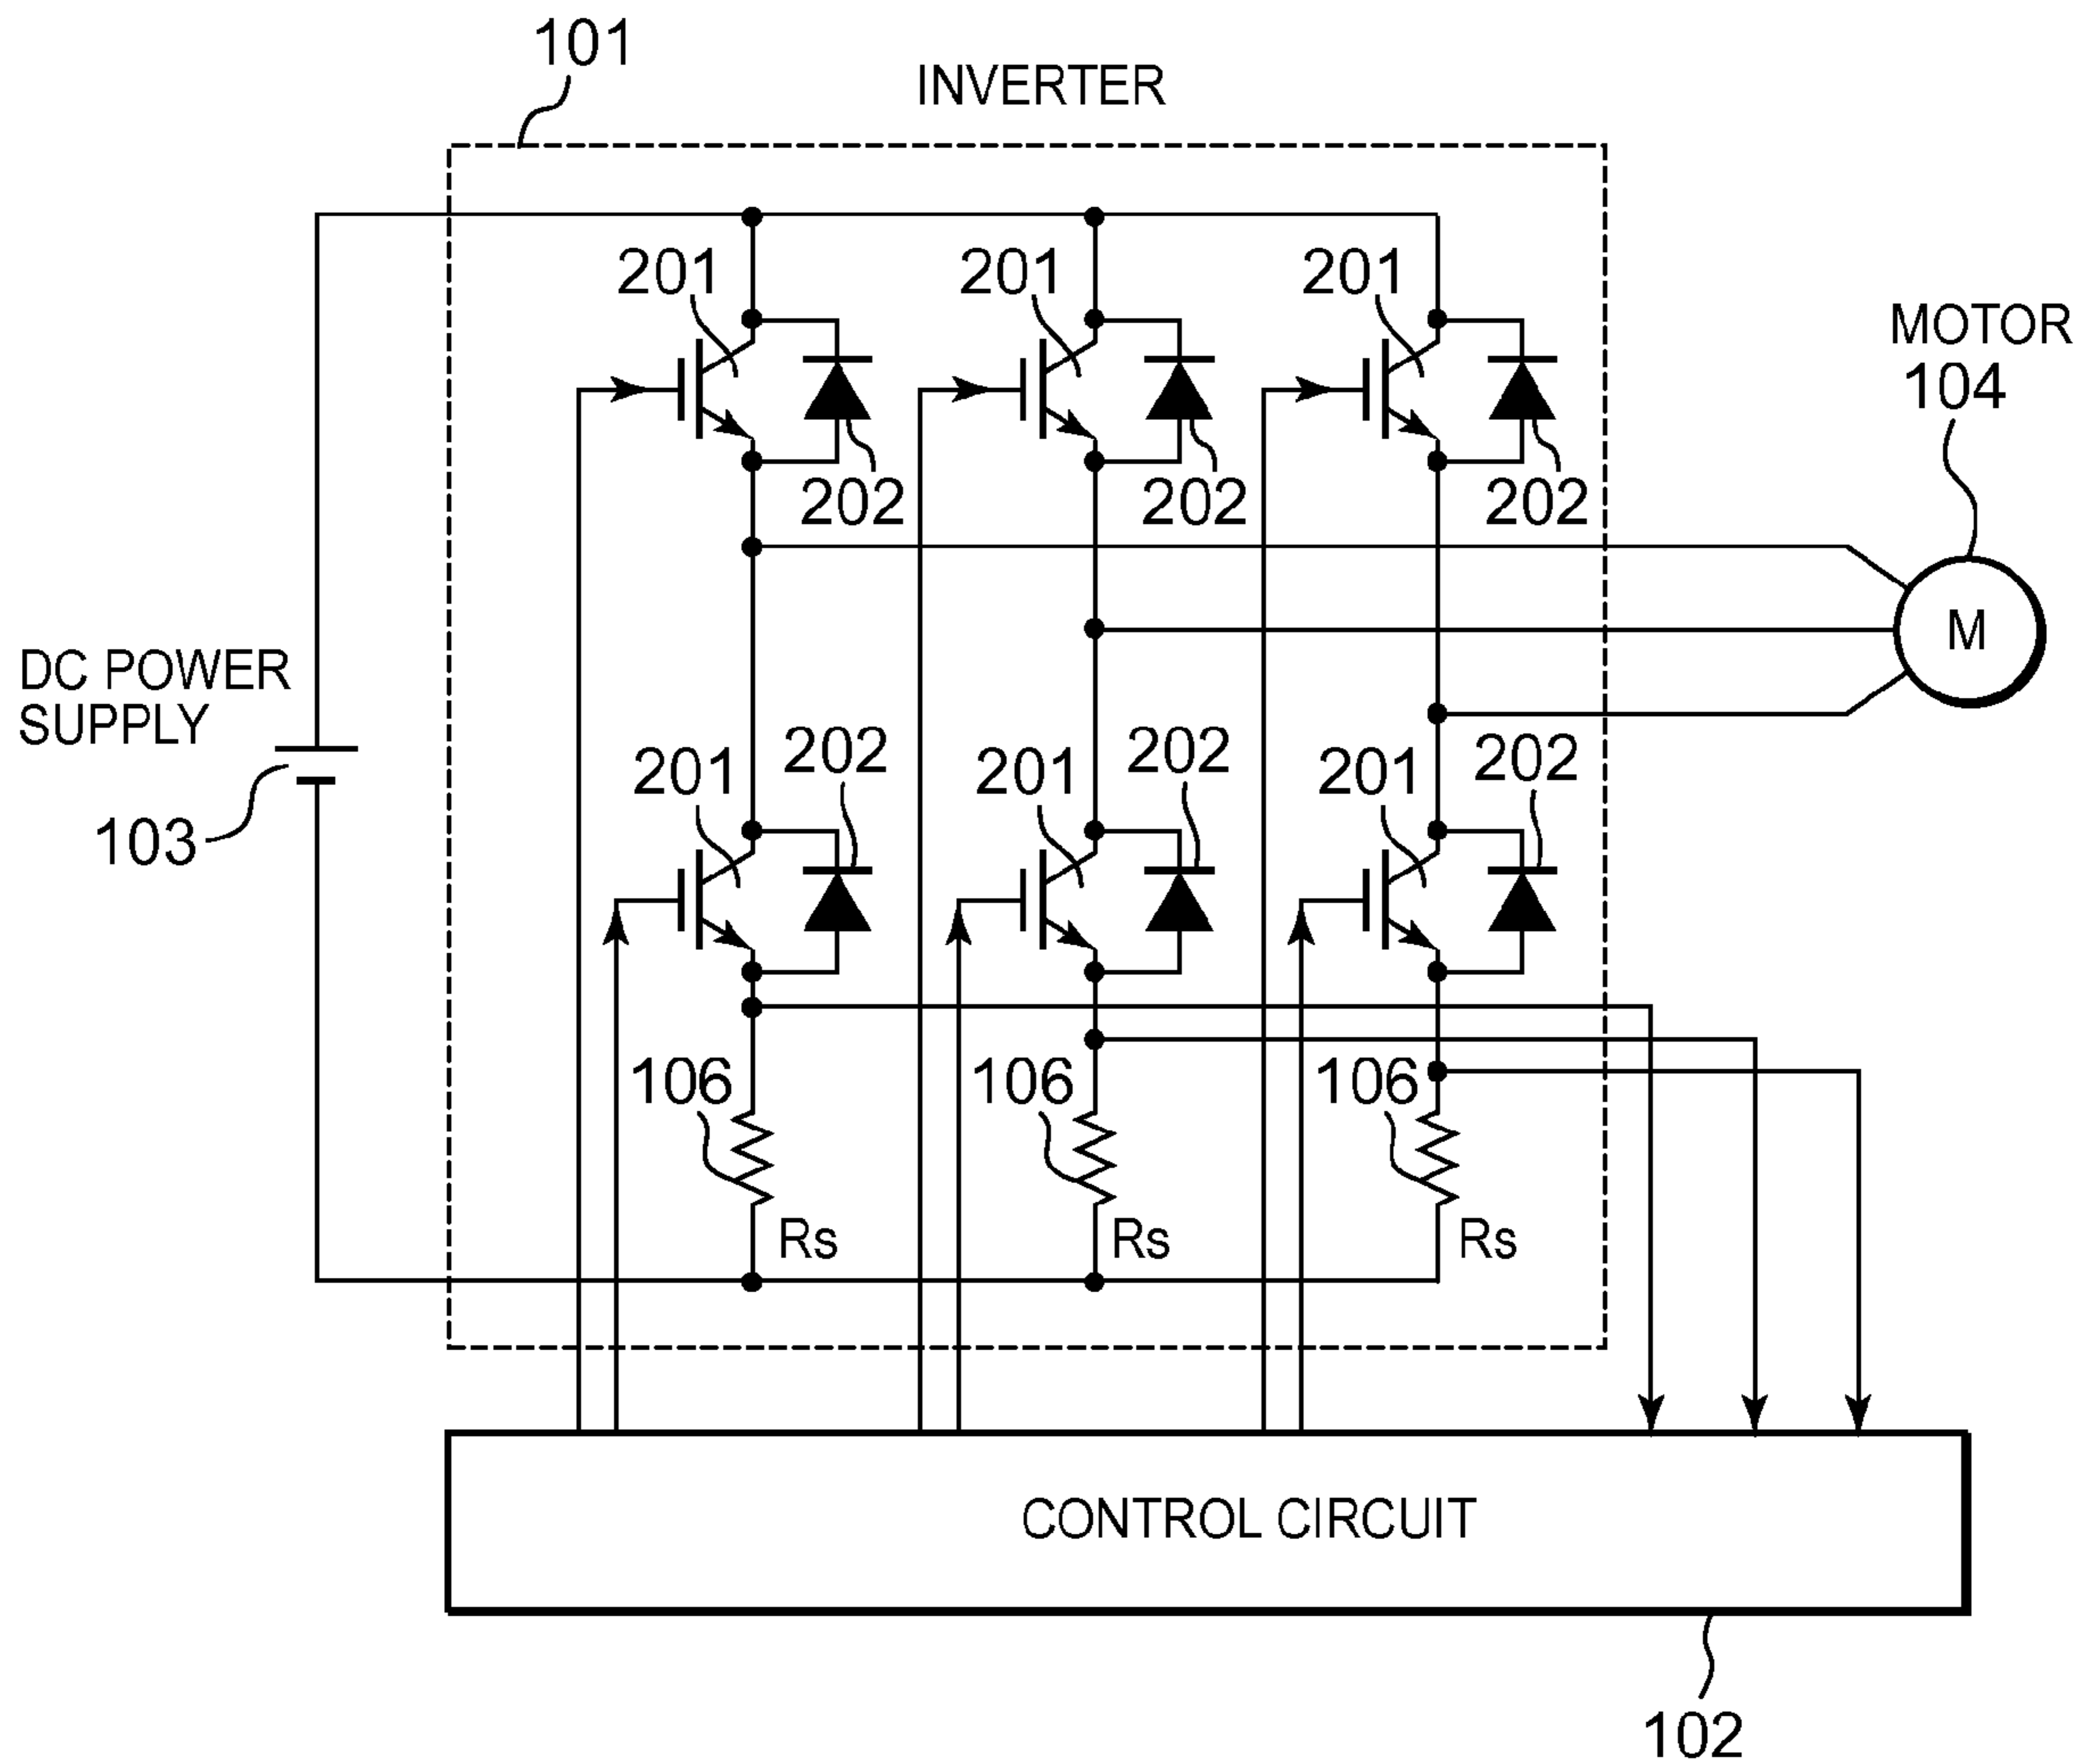 101
INVERTER
201
201
201
MOTOR
104
202
202
202
M
DC POWER
SUPPLY
103
201
202
201
202
201
202
106
106
106
Rs
Rs
Rs
CONTROL CIRCUIT
102